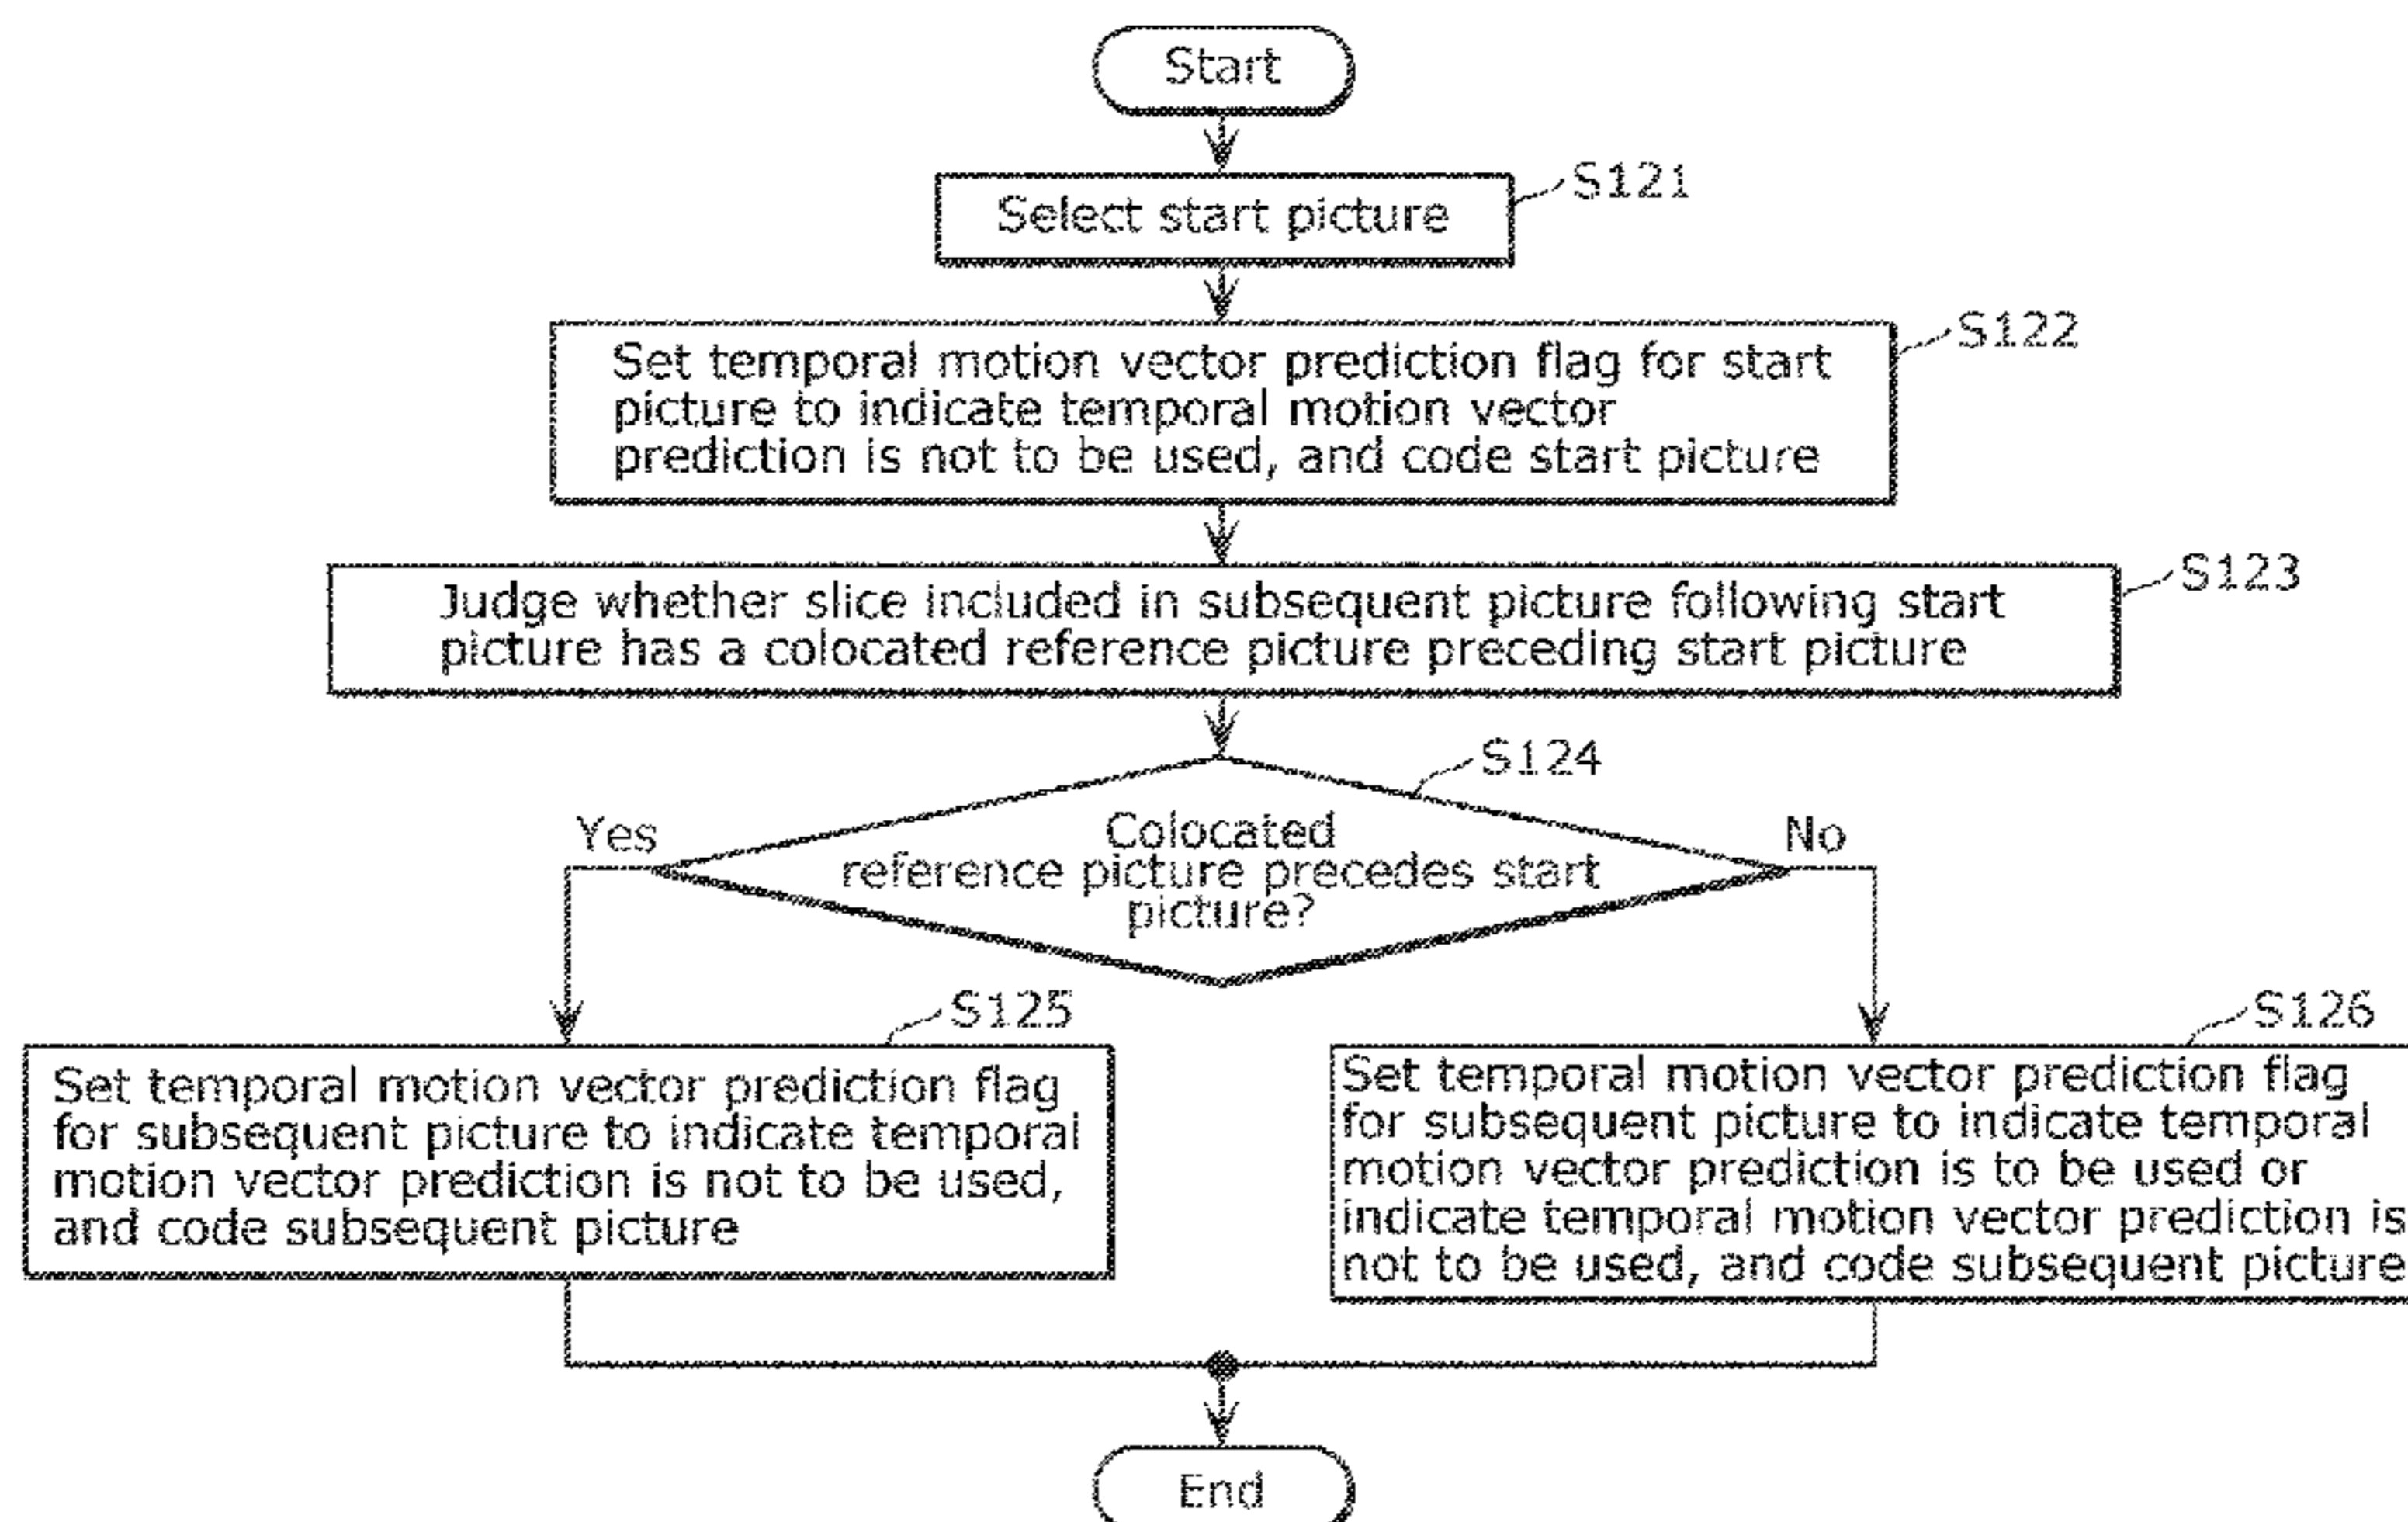 Start
S121
Select start picture
S122
Set temporal motion vector prediction flag for start
picture to indicate temporal motion vector
prediction is not to be used, and code start picture
S123
Judge whether slice included in subsequent picture following start
picture has a colocated reference picture preceding start picture
S124
Yes
Colocated
reference picture precedes start
picture?
No
S125
Set temporal motion vector prediction flag
for subsequent picture to indicate temporal
motion vector prediction is not to be used,
and code subsequent picture
S126
Set temporal motion vector prediction flag
for subsequent picture to indicate temporal
motion vector prediction is to be used or
indicate temporal motion vector prediction is
not to be used, and code subsequent picture
End